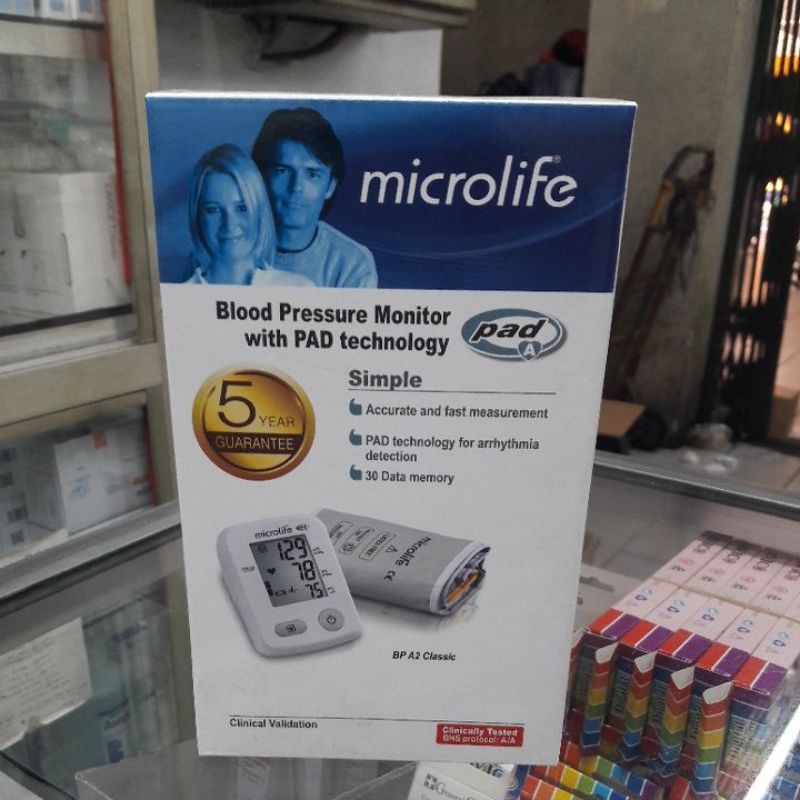 microlife®
Blood Pressure Monitor
with PAD technology
pad
A
5
YEAR
GUARANTEE
Simple
Accurate and fast measurement
PAD technology for arrhythmia
detection
30 Data memory
microlife
129
78
75
microlife
BP A2 Classic
Clinical Validation
Clinically Tested
BHS protocol: A/A